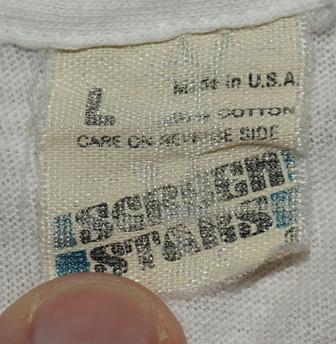 L
Made in U.S.A.
COTTON
CARE ON REVERSE SIDE
SCREEN
STARS